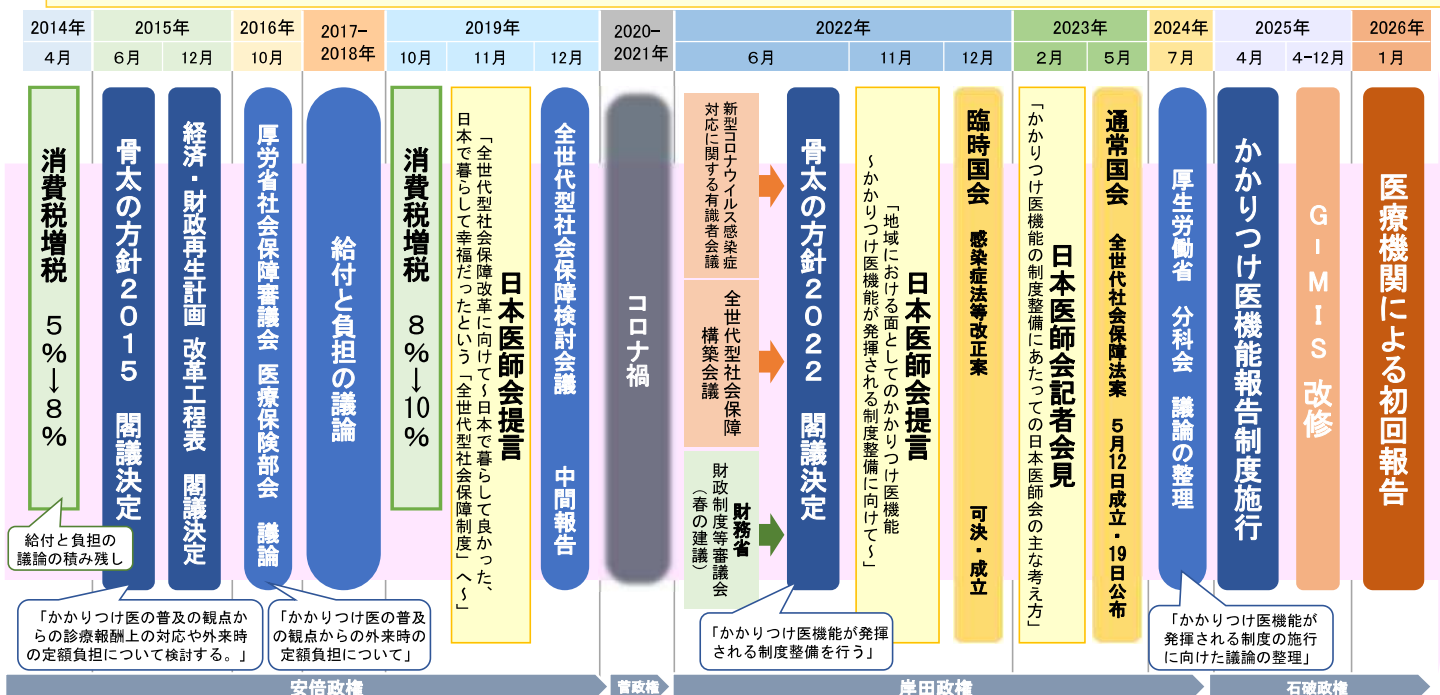 2014年
2015年
2016年
2017-
2018年
2019年
2020-
2021年
2022年
2023年
2024年
2025年
2026年
4月
6月
12月
10月
10月
11月
12月
6月
11月
12月
2月
5月
7月
4月
4-12月
1月
消費税増税 5%→8%
給付と負担の
議論の積み残し
骨太の方針2015 閣議決定
「かかりつけ医の普及の観点か
らの診療報酬上の対応や外来時
の定額負担について検討する。」
経済・財政再生計画 改革工程表 閣議決定
厚労省社会保障審議会 医療保険部会 議論
「かかりつけ医の普及
の観点からの外来時の
定額負担について」
給付と負担の議論
消費税増税 8%→10%
日本医師会提言
「全世代型社会保障改革に向けて~日本で暮らして良かった、
日本で暮らして幸福だったという「全世代型社会保障制度」へ~」
全世代型社会保障検討会議 中間報告
コロナ禍
新型コロナウイルス感染症
対応に関する有識者会議
全世代型社会保障
構築会議
財務省
財政制度等審議会
(春の建議)
骨太の方針2022 閣議決定
「かかりつけ医機能が発揮
される制度整備を行う」
日本医師会提言
「地域における面としてのかかりつけ医機能
~かかりつけ医機能が発揮される制度整備に向けて~」
臨時国会 感染症法等改正案 可決・成立
日本医師会記者会見
「かかりつけ医機能の制度整備にあたっての日本医師会の主な考え方」
通常国会 全世代社会保障法案 5月12日成立・19日公布
厚生労働省 分科会 議論の整理
「かかりつけ医機能が
発揮される制度の施行
に向けた議論の整理」
かかりつけ医機能報告制度施行
G-MIS改修
医療機関による初回報告
安倍政権
菅政権
岸田政権
石破政権